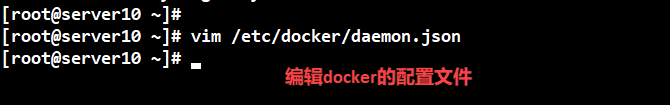 [root@server10 ~]#
[root@server10 ~]# vim /etc/docker/daemon.json
[root@server10 ~]#
编辑docker的配置文件